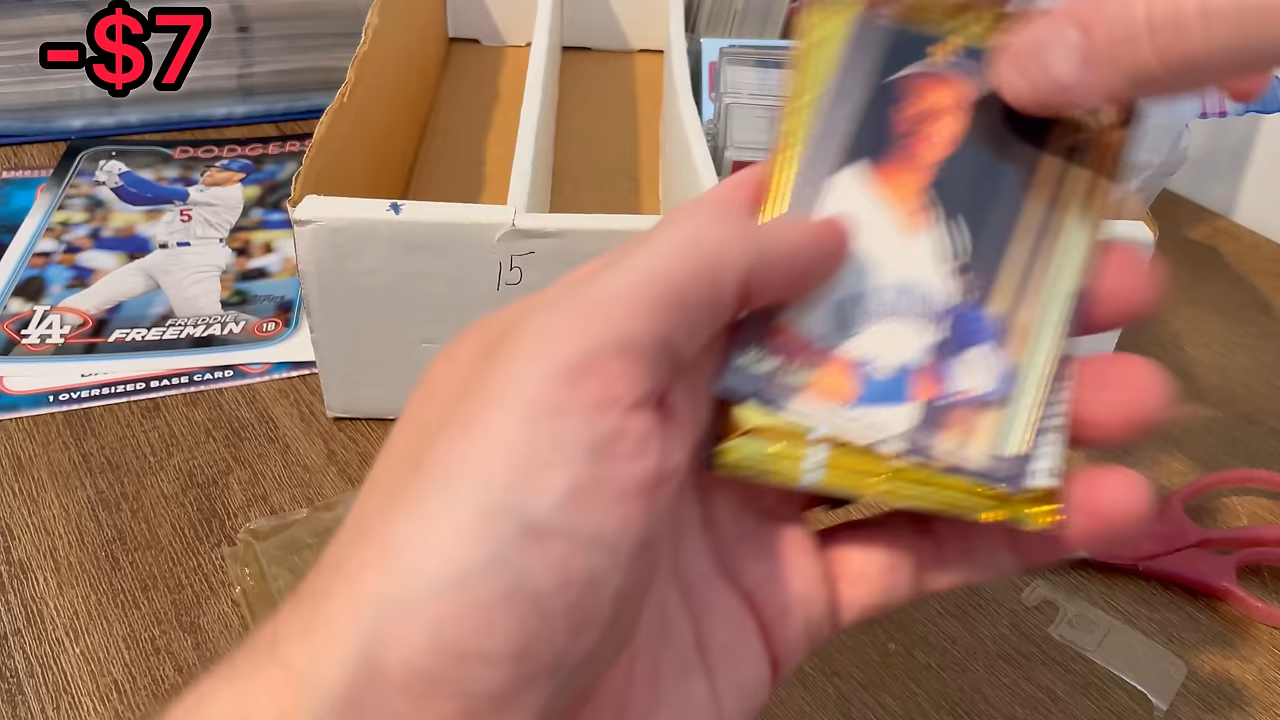 -$7
DODGERS
5
LA
FREDDIE
FREEMAN 1B
1 OVERSIZED BASE CARD
15